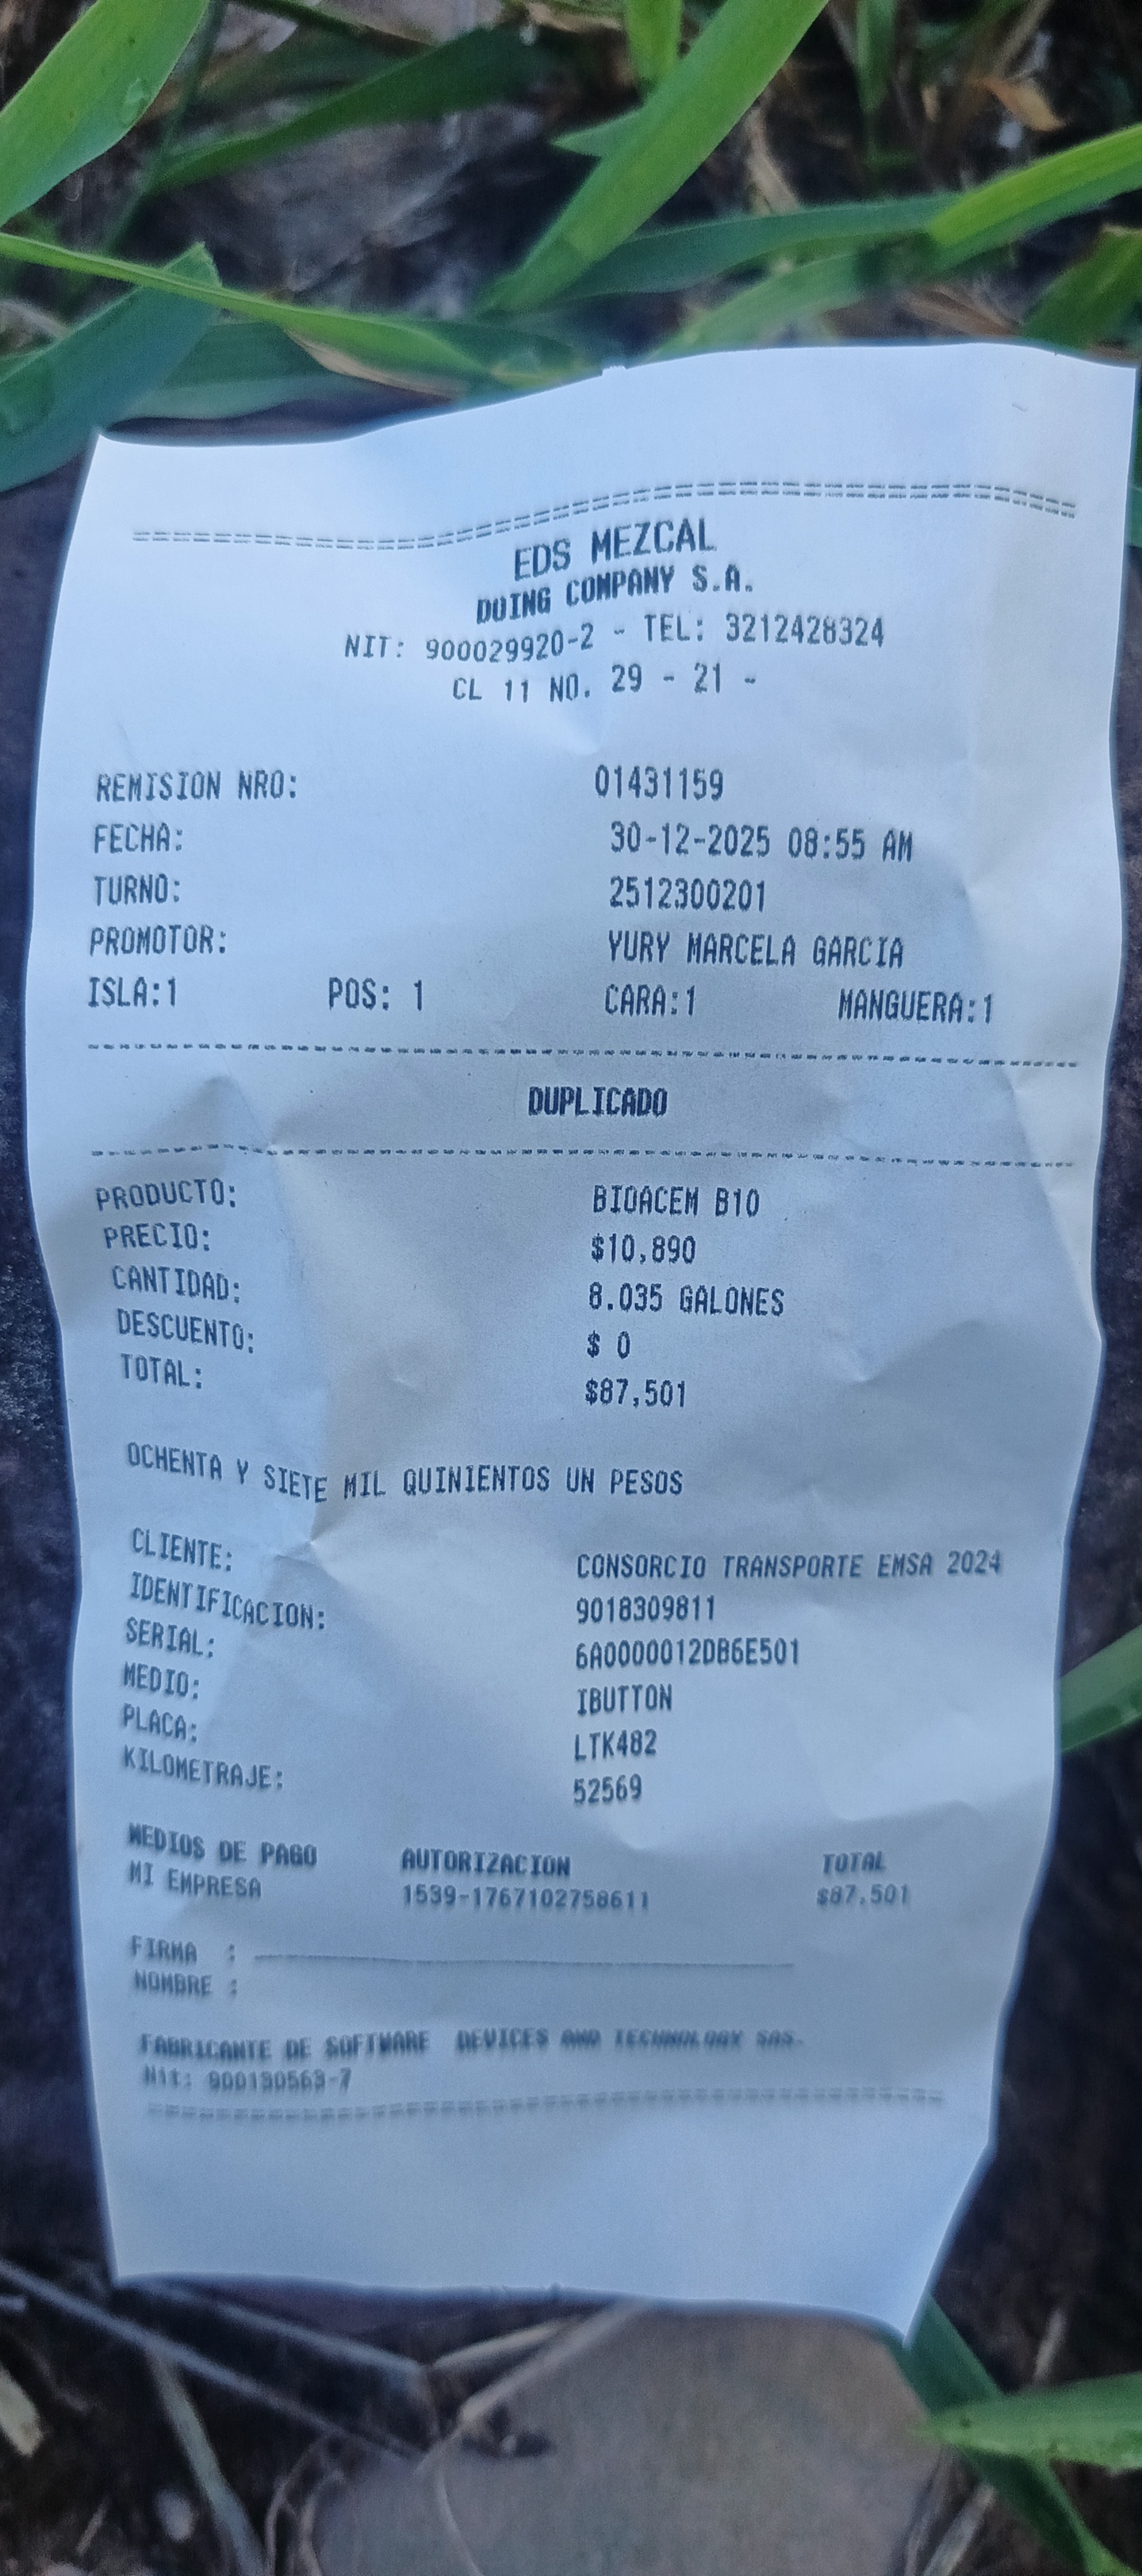 EDS MEZCAL
DOING COMPANY S.A.
NIT: 900029920-2 - TEL: 3212428324
CL 11 NO. 29 - 21 -
REMISION NRO: 01431159
FECHA: 30-12-2025 08:55 AM
TURNO: 2512300201
PROMOTOR: YURY MARCELA GARCIA
ISLA:1 POS: 1 CARA:1 MANGUERA:1
DUPLICADO
PRODUCTO: BIOACEM B10
PRECIO: $10,890
CANTIDAD: 8.035 GALONES
DESCUENTO: $ 0
TOTAL: $87,501
OCHENTA Y SIETE MIL QUINIENTOS UN PESOS
CLIENTE: CONSORCIO TRANSPORTE EMSA 2024
IDENTIFICACION: 9018309811
SERIAL: 6A0000012DB6E501
MEDIO: IBUTTON
PLACA: LTK482
KILOMETRAJE: 52569
MEDIOS DE PAGO AUTORIZACION TOTAL
MI EMPRESA 1539-1767102758611 $87,501
FIRMA :
NOMBRE :
FABRICANTE DE SOFTWARE DEVICES AND TECHNOLOGY SAS.
Nit: 900190563-7